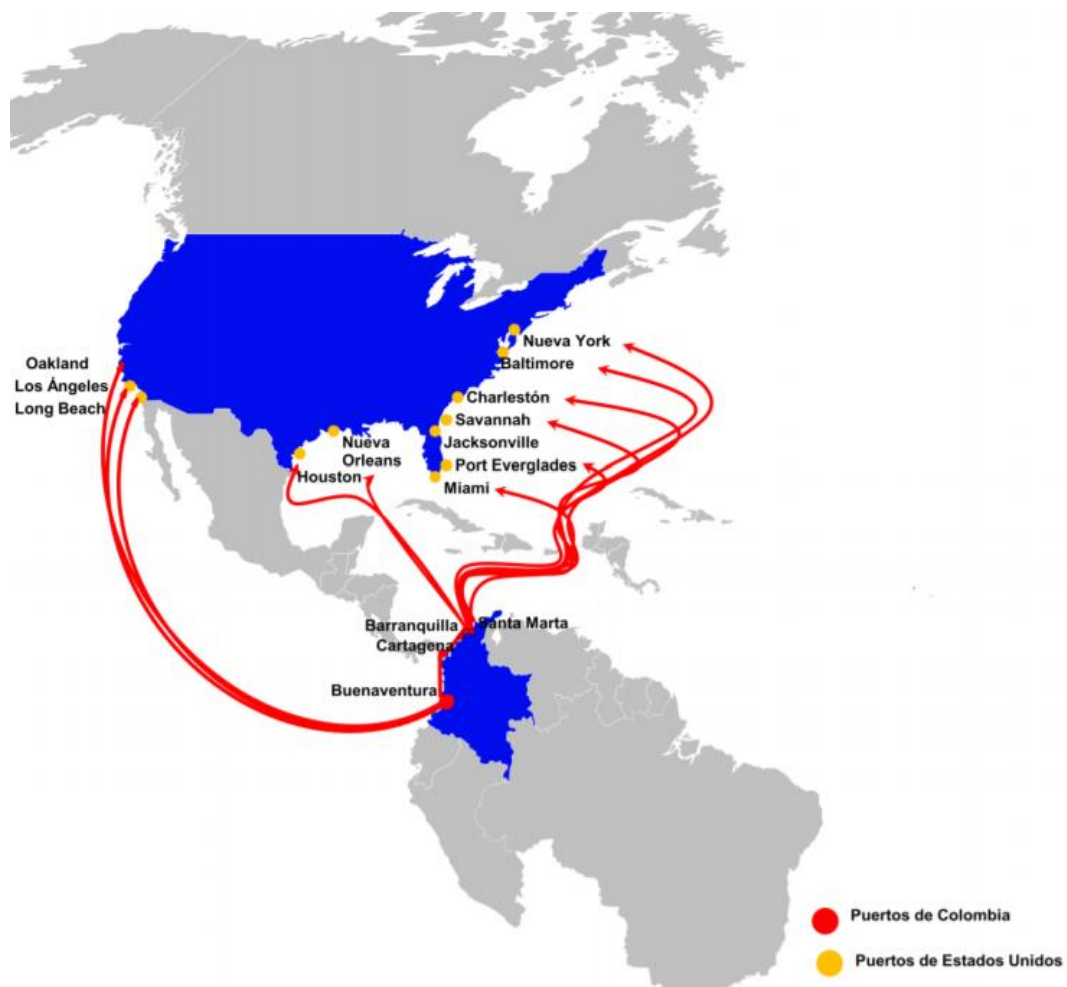 Nueva York
Baltimore
Oakland
Los Ángeles
Long Beach
Charlestón
Savannah
Jacksonville
Nueva
Orleans
Port Everglades
Houston
Miami
Barranquilla
Santa Marta
Cartagena
Buenaventura
Puertos de Colombia
Puertos de Estados Unidos